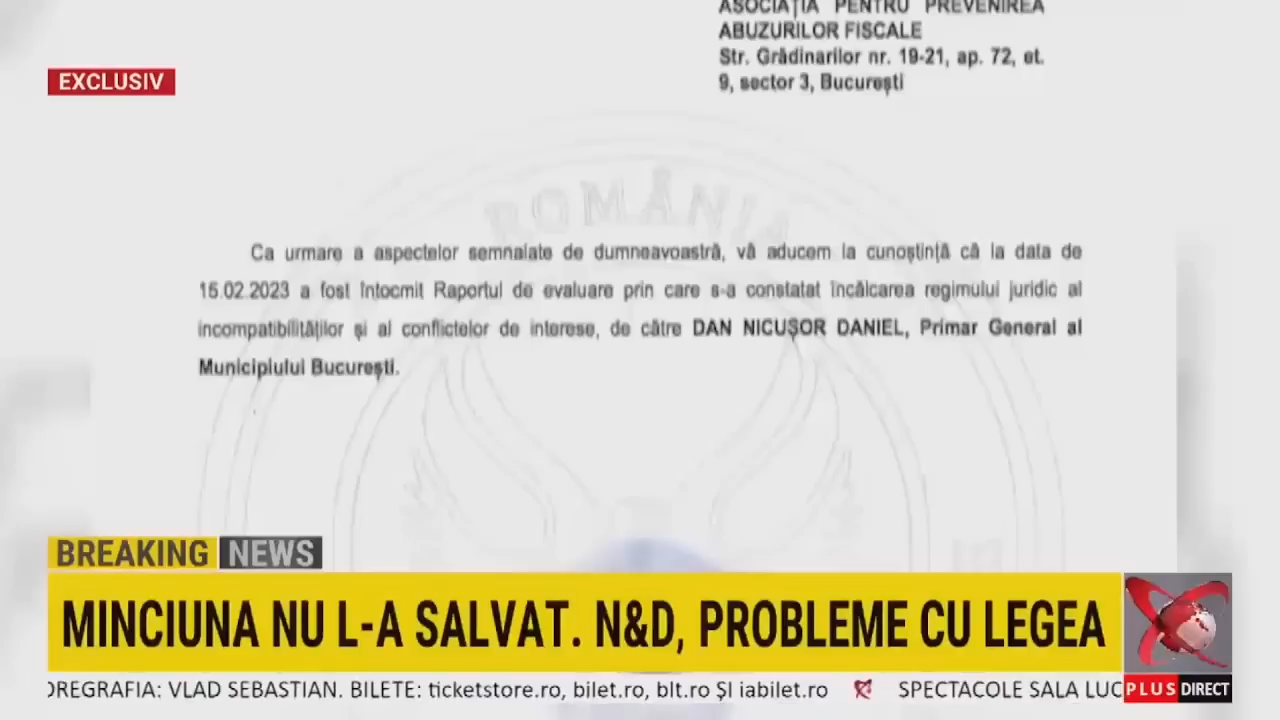 ASOCIAȚIA PENTRU PREVENIREA
ABUZURILOR FISCALE
Str. Grădinarilor nr. 19-21, ap. 72, et.
9, sector 3, București
EXCLUSIV
ROMÂNIA
Ca urmare a aspectelor semnalate de dumneavoastră, vă aducem la cunoștință că la data de
15.02.2023 a fost întocmit Raportul de evaluare prin care s-a constatat încălcarea regimului juridic al
incompatibilităților și al conflictelor de interese, de către DAN NICUȘOR DANIEL, Primar General al
Municipiului București.
BREAKING NEWS
MINCIUNA NU L-A SALVAT. N&D, PROBLEME CU LEGEA
OREGRAFIA: VLAD SEBASTIAN. BILETE: ticketstore.ro, bilet.ro, blt.ro ȘI iabilet.ro SPECTACOLE SALA LUC
PLUS DIRECT